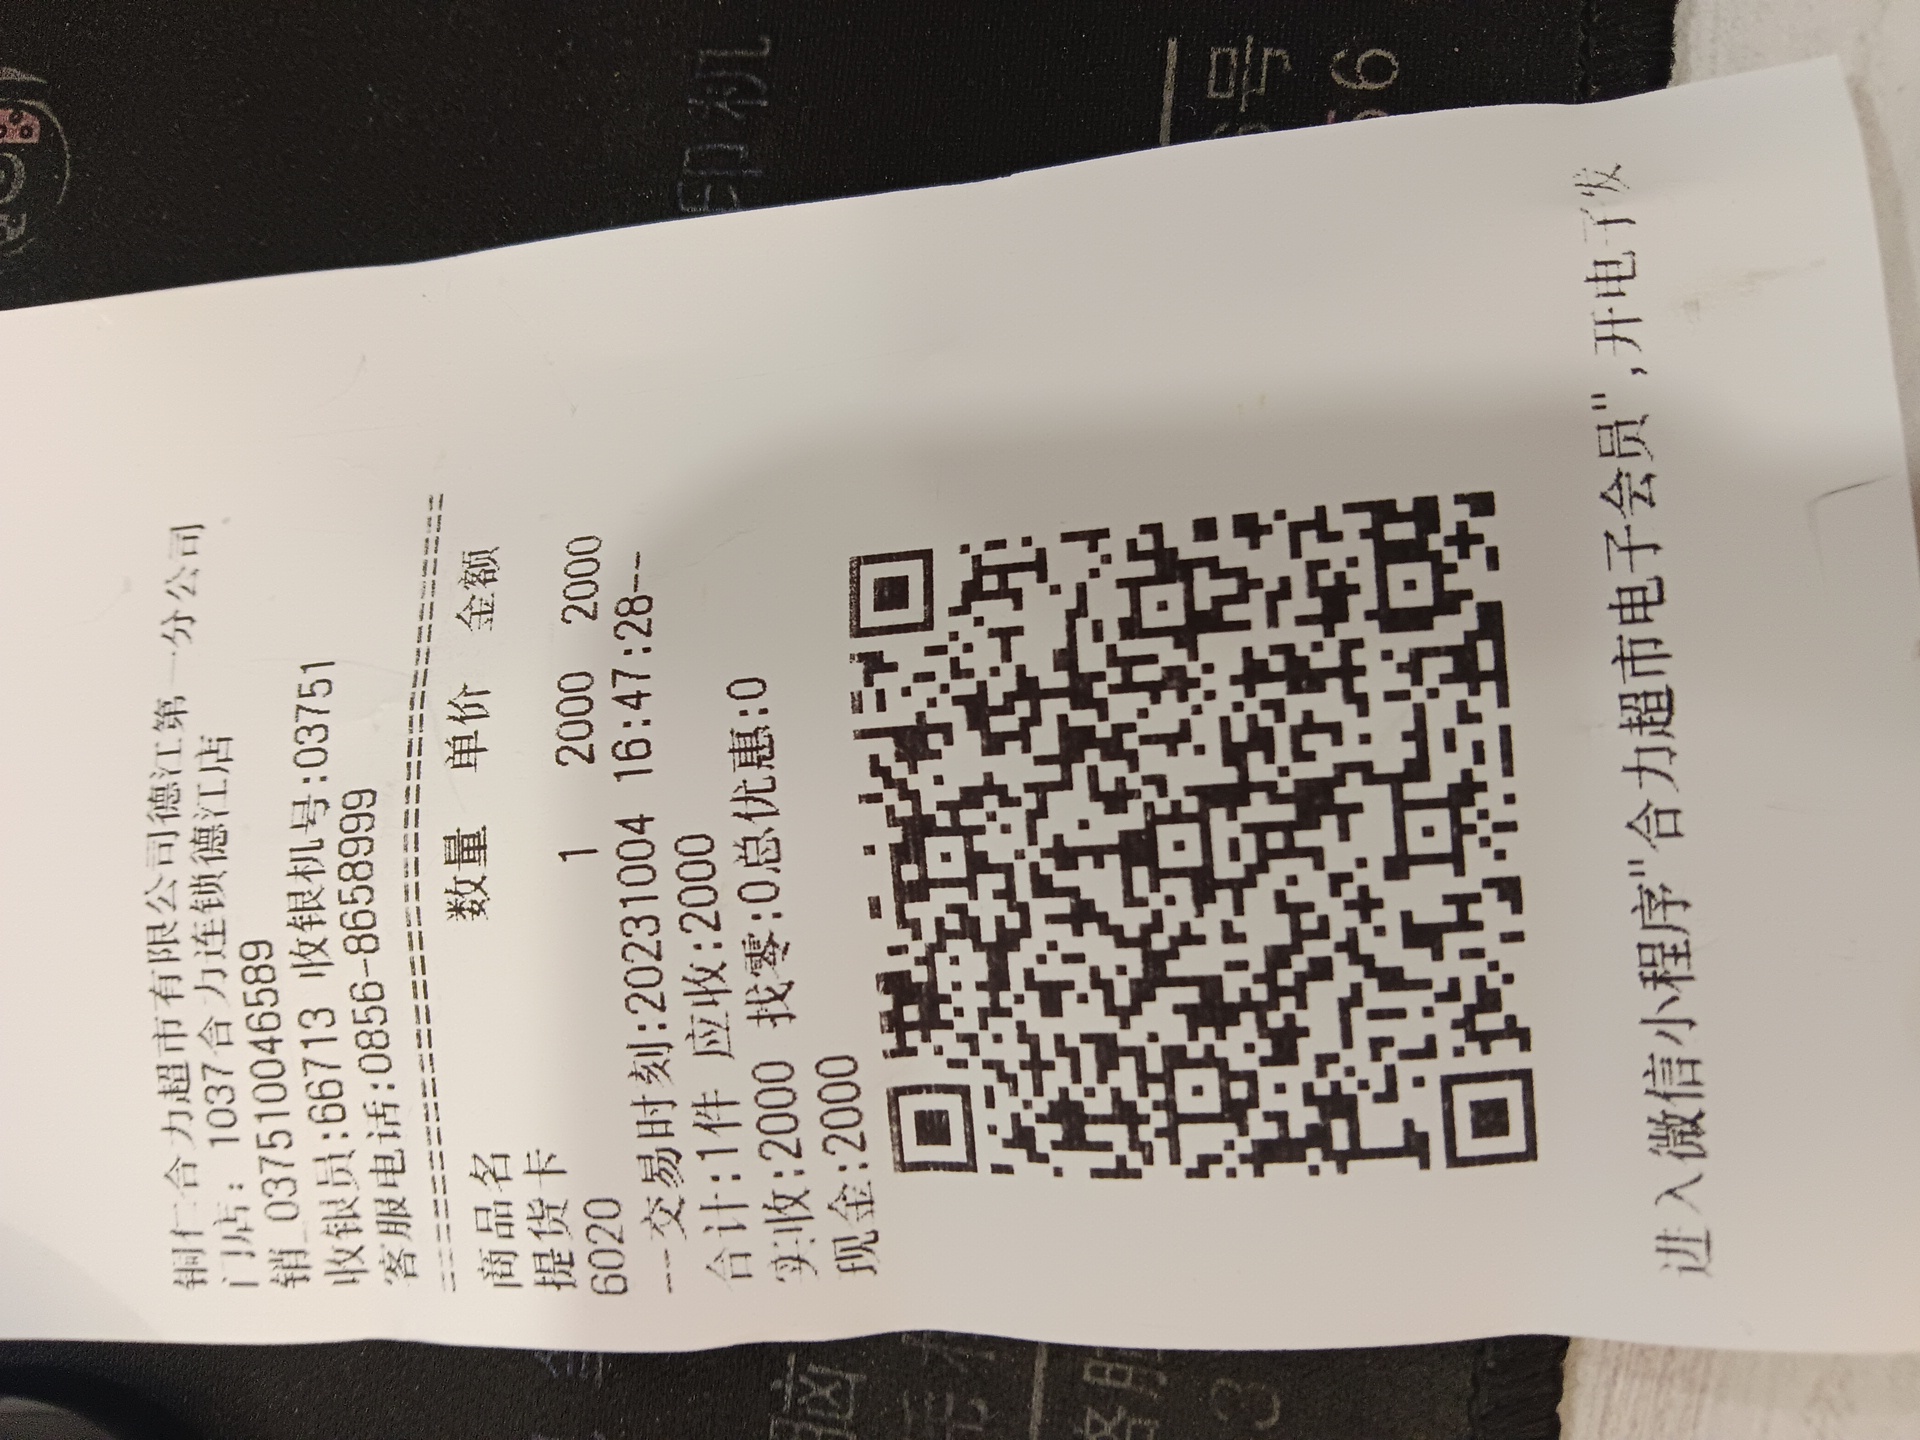 铜仁合力超市有限公司德江第一分公司
门店: 1037合力连锁德江店
销_037510046589
收银员:66713 收银机号:03751
客服电话:0856-8658999
商品名 数量 单价 金额
提货卡
6020 1 2000 2000
---交易时刻:20231004 16:47:28--
合计:1件 应收:2000
实收:2000 找零:0总优惠:0
现金:2000
进入微信小程序"合力超市电子会员",开电子发
印机
号
6
3